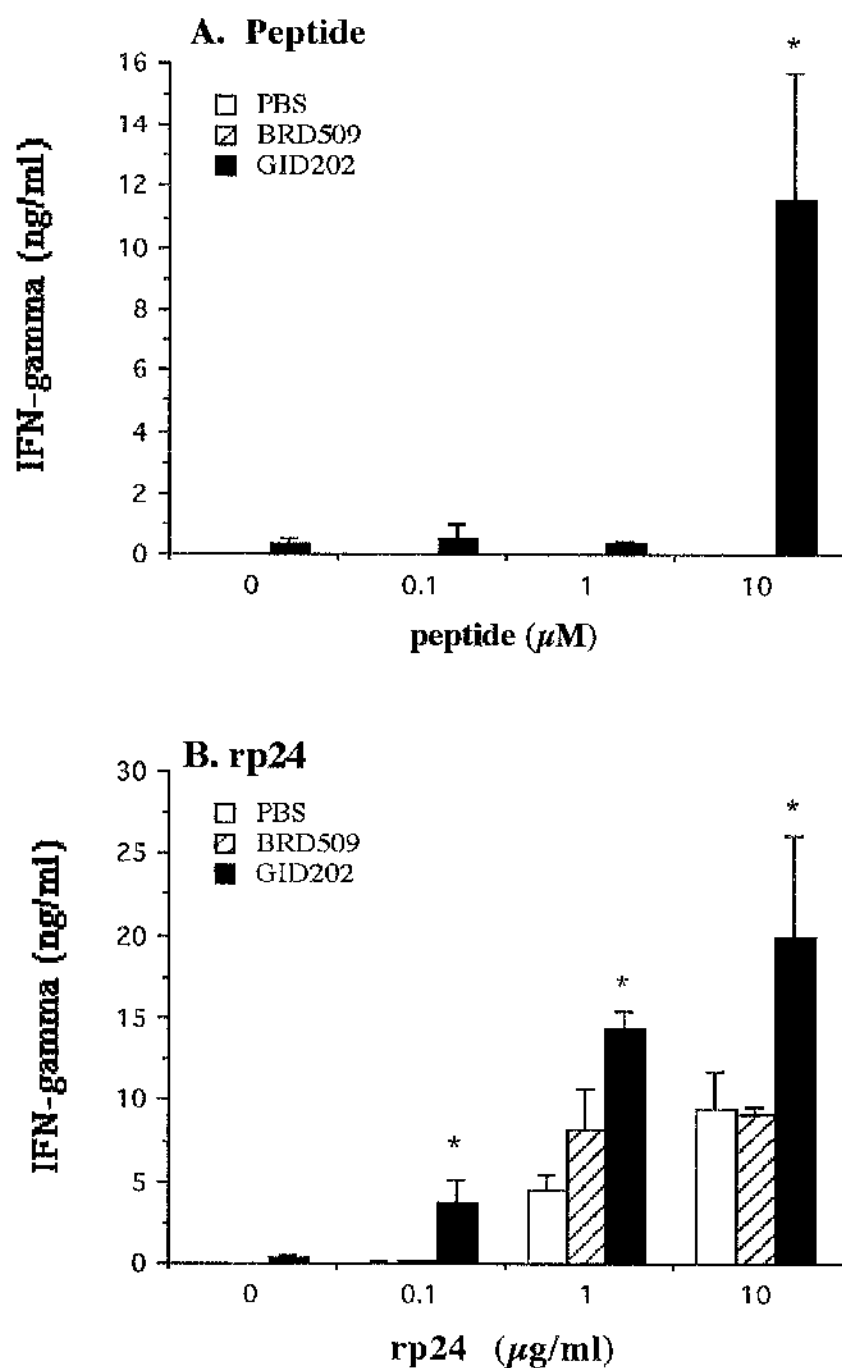 A. Peptide
*
16
14
12
10
8
6
4
2
0
IFN-gamma (ng/ml)
PBS
BRD509
GID202
0 0.1 1 10
peptide (µM)
B. rp24
30
25
20
15
10
5
0
IFN-gamma (ng/ml)
PBS
BRD509
GID202
*
*
*
0 0.1 1 10
rp24 (µg/ml)